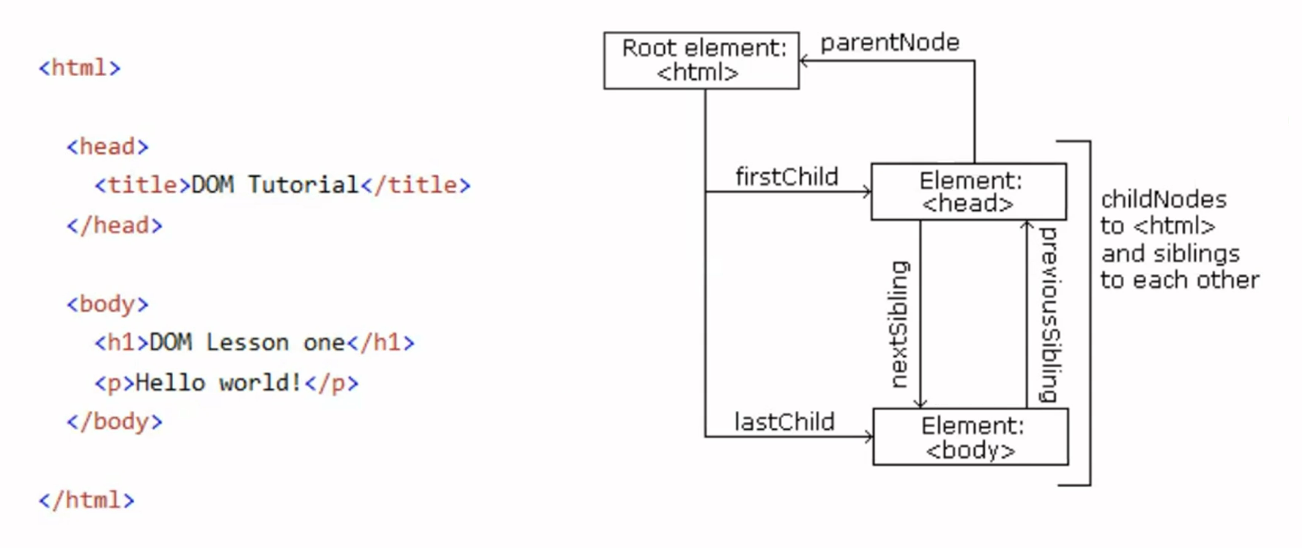 <html>
<head>
<title>DOM Tutorial</title>
</head>
<body>
<h1>DOM Lesson one</h1>
<p>Hello world!</p>
</body>
</html>
Root element:
<html>
parentNode
firstChild
Element:
<head>
nextSibling
previousSibling
lastChild
Element:
<body>
childNodes
to <html>
and siblings
to each other